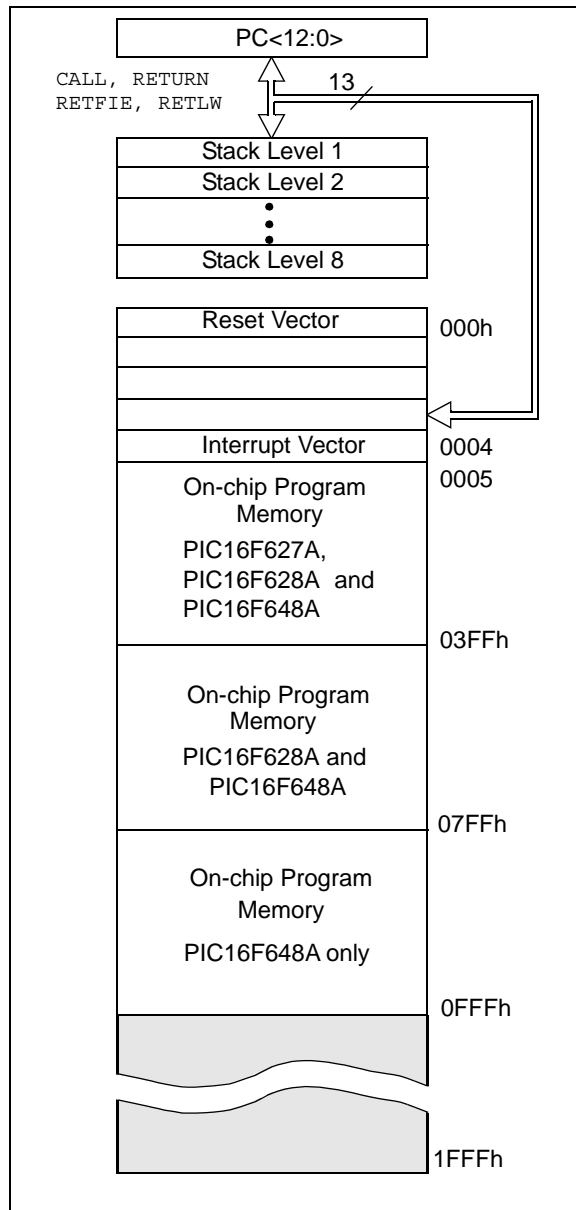 PC<12:0>
CALL, RETURN
RETFIE, RETLW
13
Stack Level 1
Stack Level 2
Stack Level 8
Reset Vector
000h
Interrupt Vector
0004
0005
On-chip Program
Memory
PIC16F627A,
PIC16F628A and
PIC16F648A
03FFh
On-chip Program
Memory
PIC16F628A and
PIC16F648A
07FFh
On-chip Program
Memory
PIC16F648A only
0FFFh
1FFFh